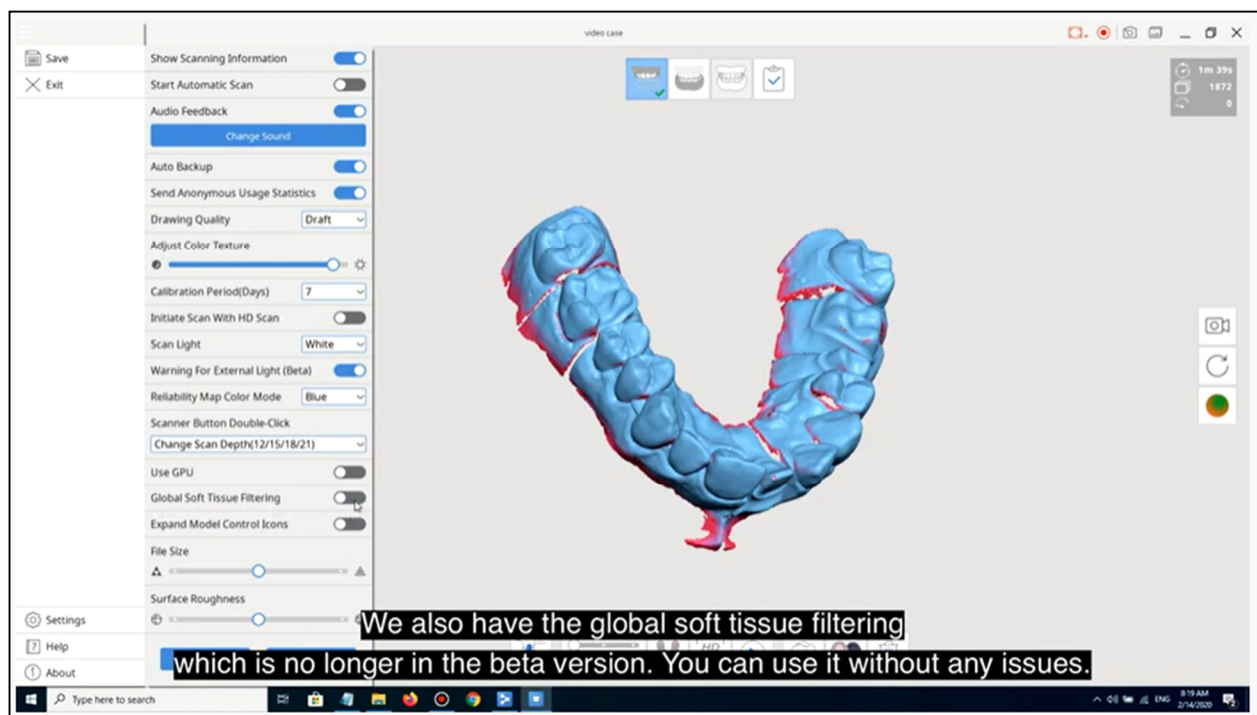 video case
Save
Exit
Show Scanning Information
Start Automatic Scan
Audio Feedback
Change Sound
Auto Backup
Send Anonymous Usage Statistics
Drawing Quality Draft
Adjust Color Texture
Calibration Period(Days) 7
Initiate Scan With HD Scan
Scan Light White
Warning For External Light (Beta)
Reliability Map Color Mode Blue
Scanner Button Double-Click
Change Scan Depth(12/15/18/21)
Use GPU
Global Soft Tissue Filtering
Expand Model Control Icons
File Size
Surface Roughness
1m 39s
1872
0
Settings
Help
About
HD
We also have the global soft tissue filtering
which is no longer in the beta version. You can use it without any issues.
Type here to search
ENG
8:19 AM
2/14/2020